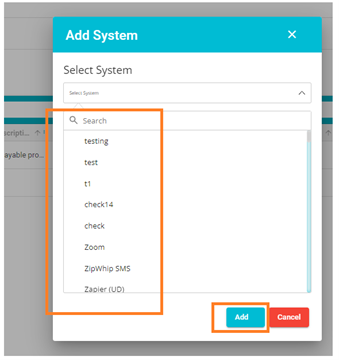 Add System
Select System
Select System
Search
scripti...
testing
ayable pro...
test
t1
check14
check
Zoom
ZipWhip SMS
Zapier (UD)
Add
Cancel